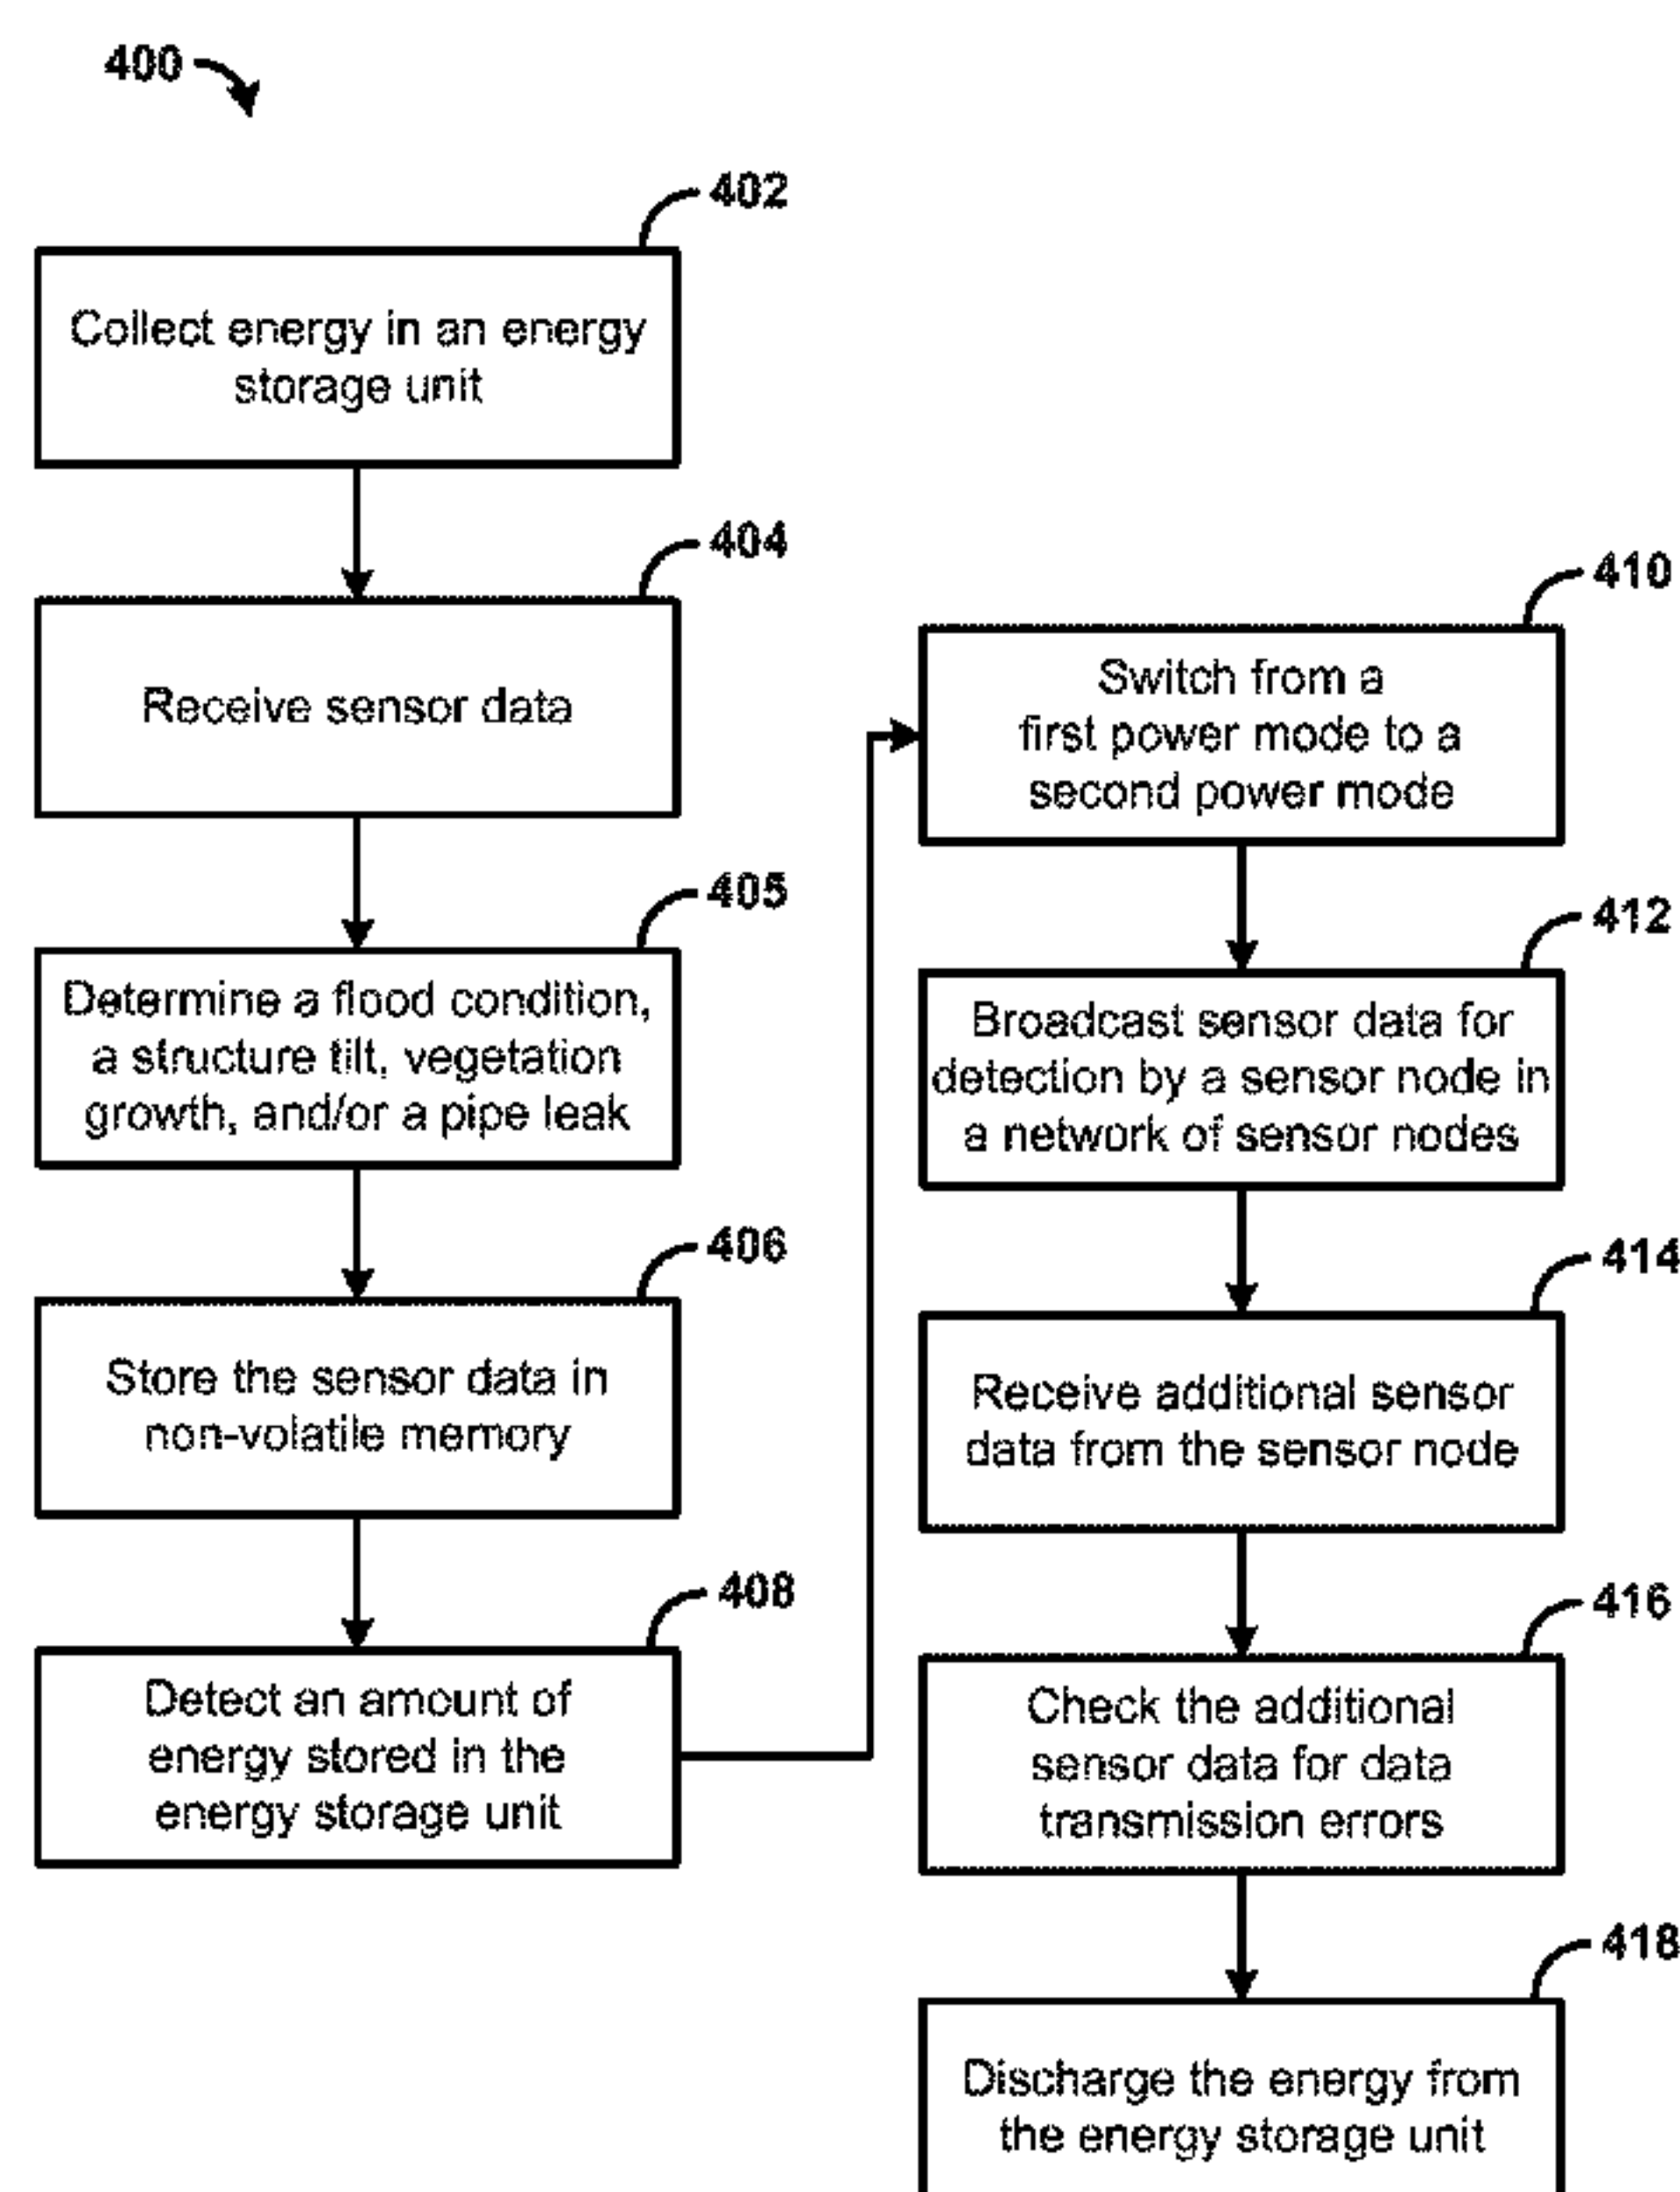 400
402
Collect energy in an energy
storage unit
404
Receive sensor data
405
Determine a flood condition,
a structure tilt, vegetation
growth, and/or a pipe leak
406
Store the sensor data in
non-volatile memory
408
Detect an amount of
energy stored in the
energy storage unit
410
Switch from a
first power mode to a
second power mode
412
Broadcast sensor data for
detection by a sensor node in
a network of sensor nodes
414
Receive additional sensor
data from the sensor node
416
Check the additional
sensor data for data
transmission errors
418
Discharge the energy from
the energy storage unit